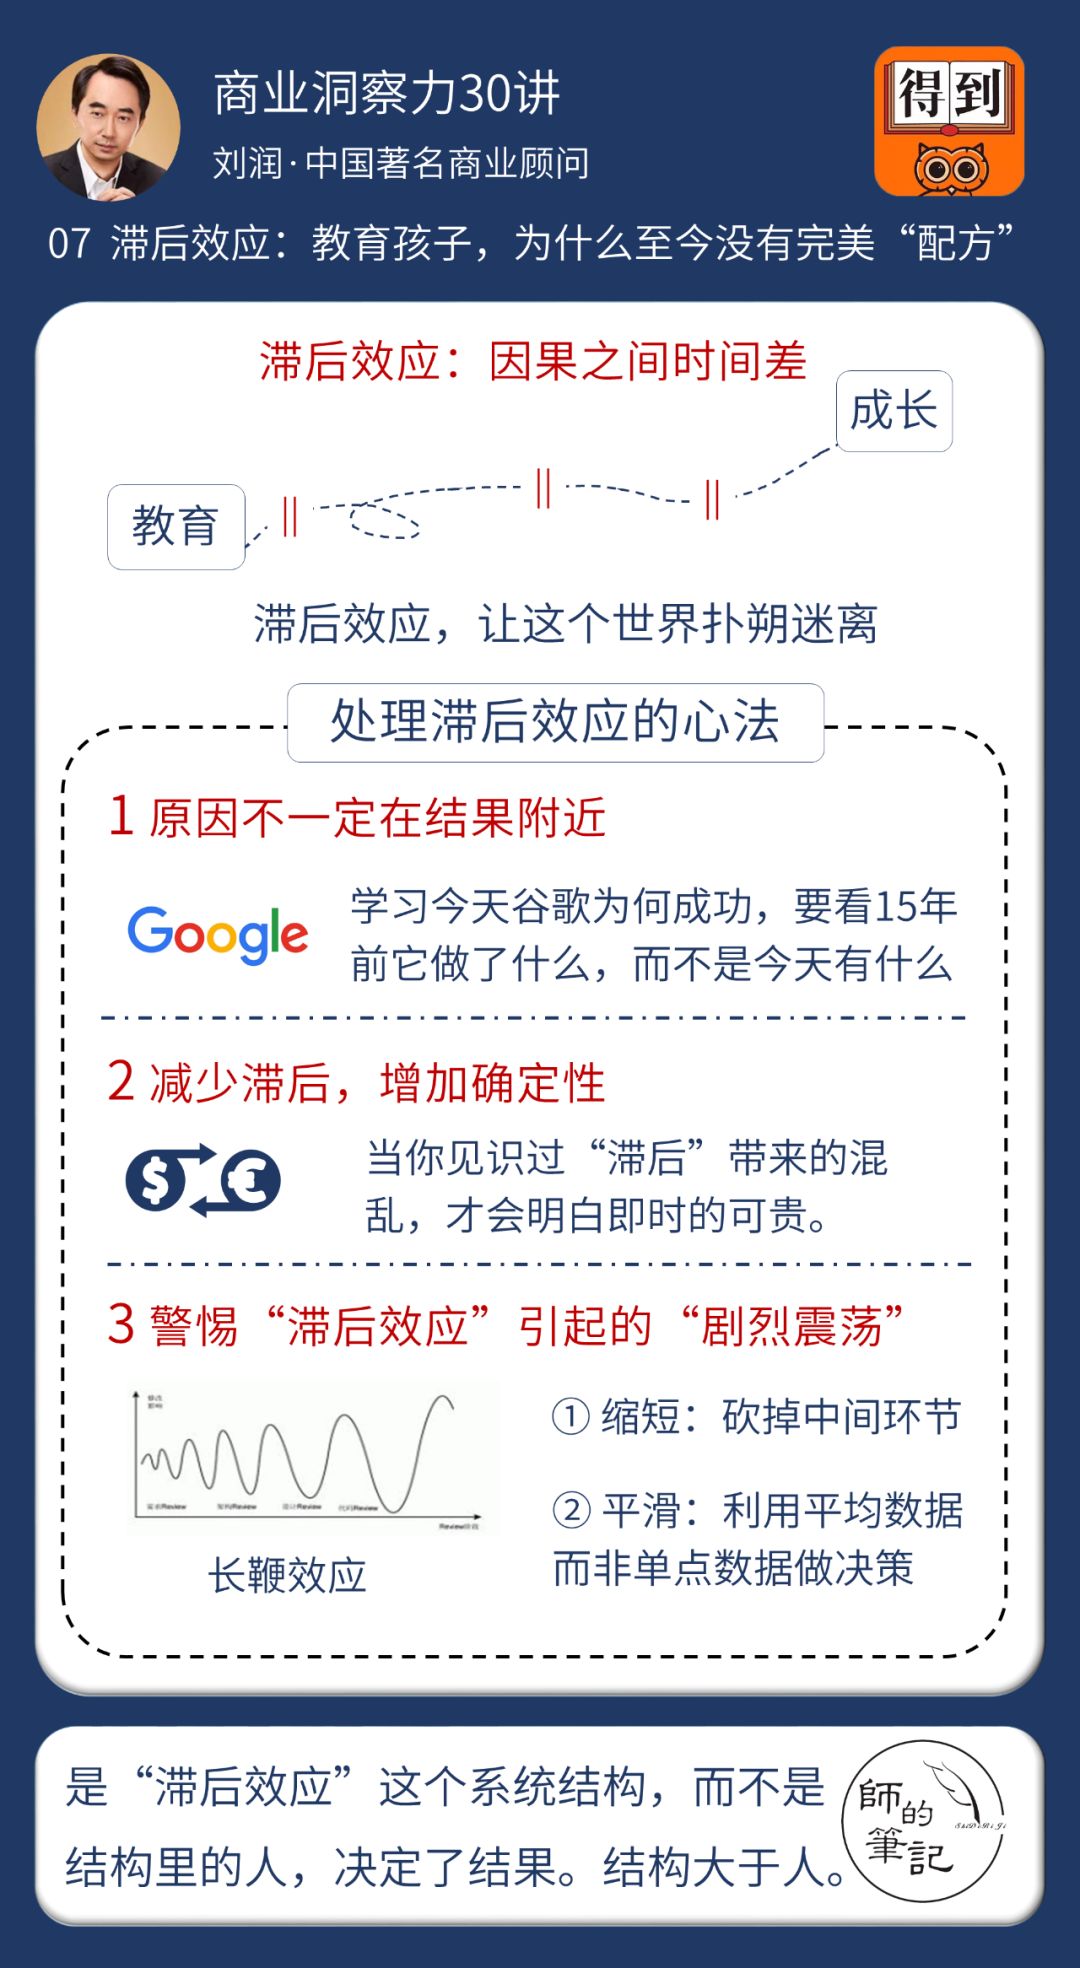 商业洞察力30讲
刘润·中国著名商业顾问
得到
07 滞后效应：教育孩子，为什么至今没有完美“配方”
滞后效应：因果之间时间差
成长
教育
滞后效应，让这个世界扑朔迷离
处理滞后效应的心法
1 原因不一定在结果附近
Google
学习今天谷歌为何成功，要看15年
前它做了什么，而不是今天有什么
2 减少滞后，增加确定性
$ €
当你见识过“滞后”带来的混
乱，才会明白即时的可贵。
3 警惕“滞后效应”引起的“剧烈震荡”
① 缩短：砍掉中间环节
② 平滑：利用平均数据
而非单点数据做决策
长鞭效应
是“滞后效应”这个系统结构，而不是
结构里的人，决定了结果。结构大于人。
師的
筆記